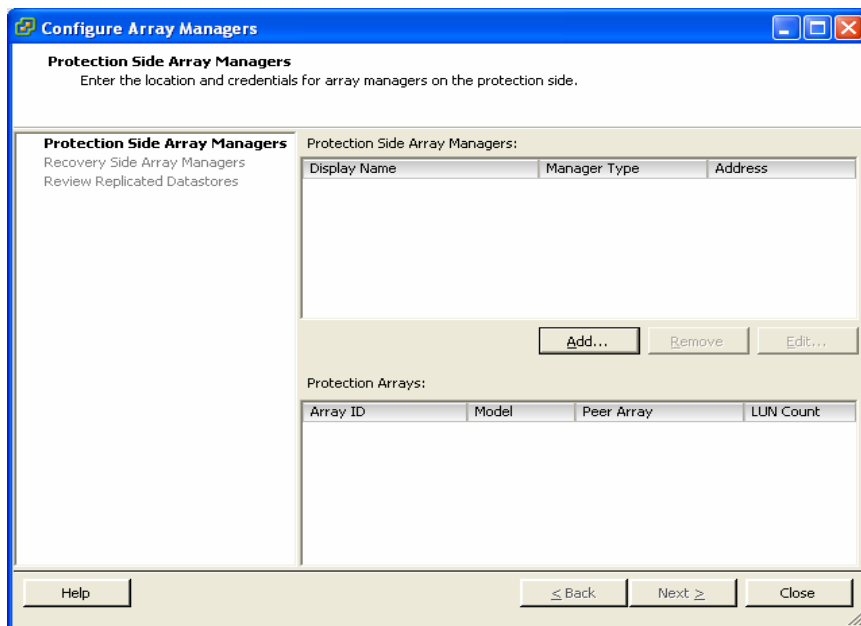 Configure Array Managers
Protection Side Array Managers
Enter the location and credentials for array managers on the protection side.
Protection Side Array Managers
Recovery Side Array Managers
Review Replicated Datastores
Protection Side Array Managers:
Display Name Manager Type Address
Add... Remove Edit...
Protection Arrays:
Array ID Model Peer Array LUN Count
Help < Back Next > Close